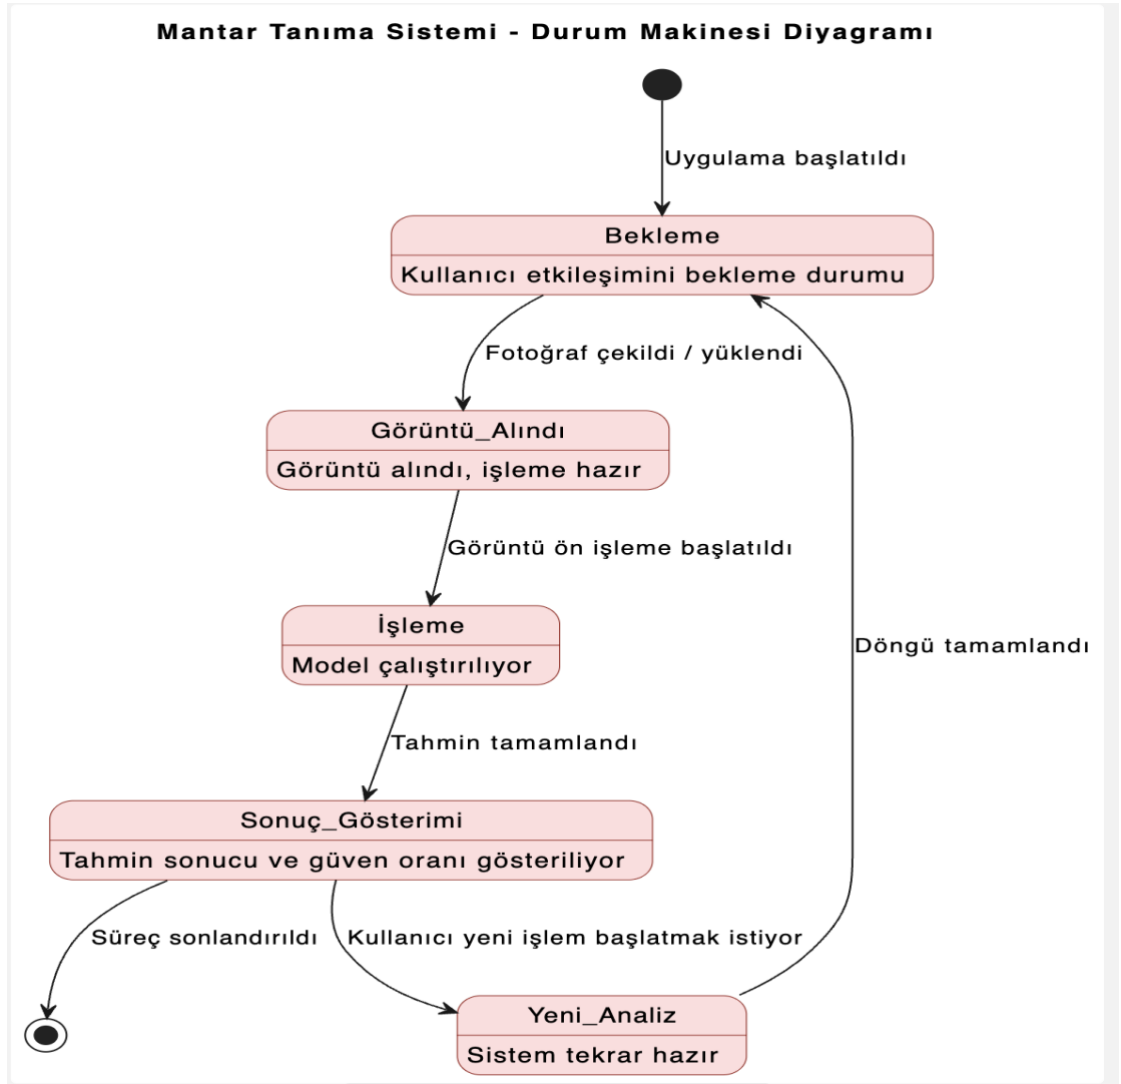 Mantar Tanıma Sistemi - Durum Makinesi Diyagramı
Uygulama başlatıldı
Bekleme
Kullanıcı etkileşimini bekleme durumu
Fotoğraf çekildi / yüklendi
Görüntü_Alındı
Görüntü alındı, işleme hazır
Görüntü ön işleme başlatıldı
İşleme
Model çalıştırılıyor
Döngü tamamlandı
Tahmin tamamlandı
Sonuç_Gösterimi
Tahmin sonucu ve güven oranı gösteriliyor
Süreç sonlandırıldı
Kullanıcı yeni işlem başlatmak istiyor
Yeni_Analiz
Sistem tekrar hazır